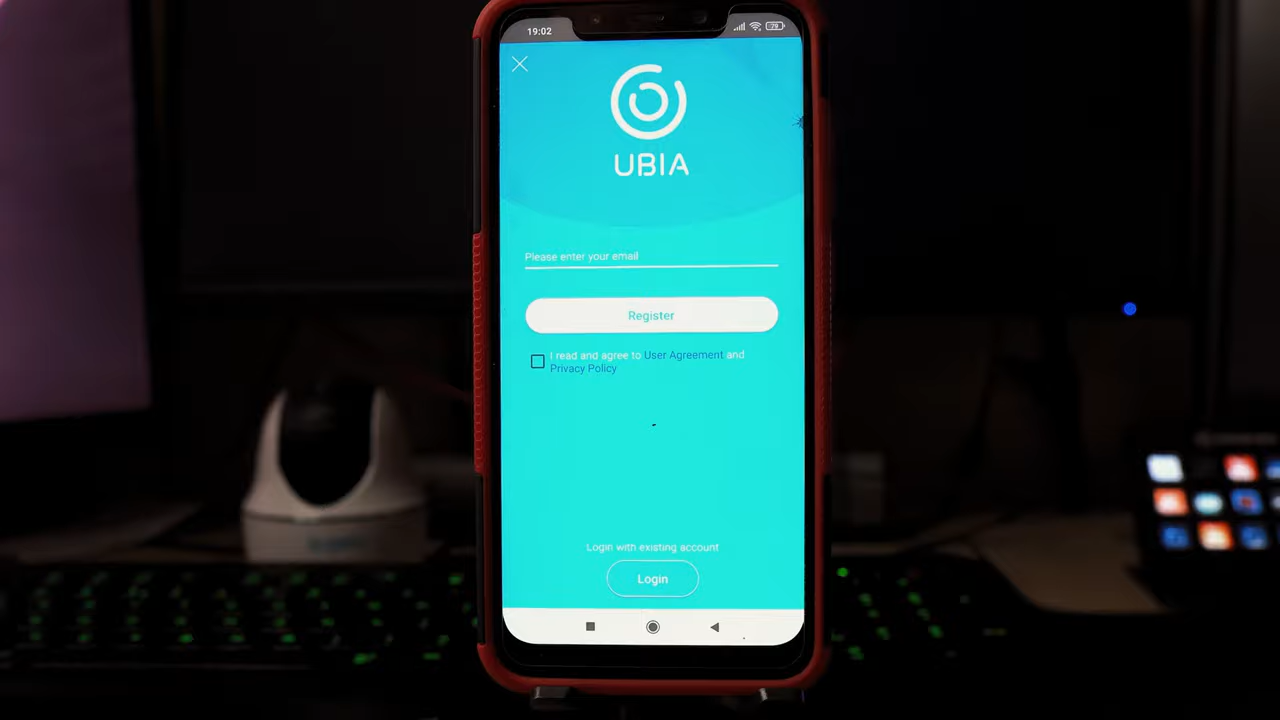 19:02
79
UBIA
Please enter your email
Register
I read and agree to User Agreement and
Privacy Policy
Login with existing account
Login